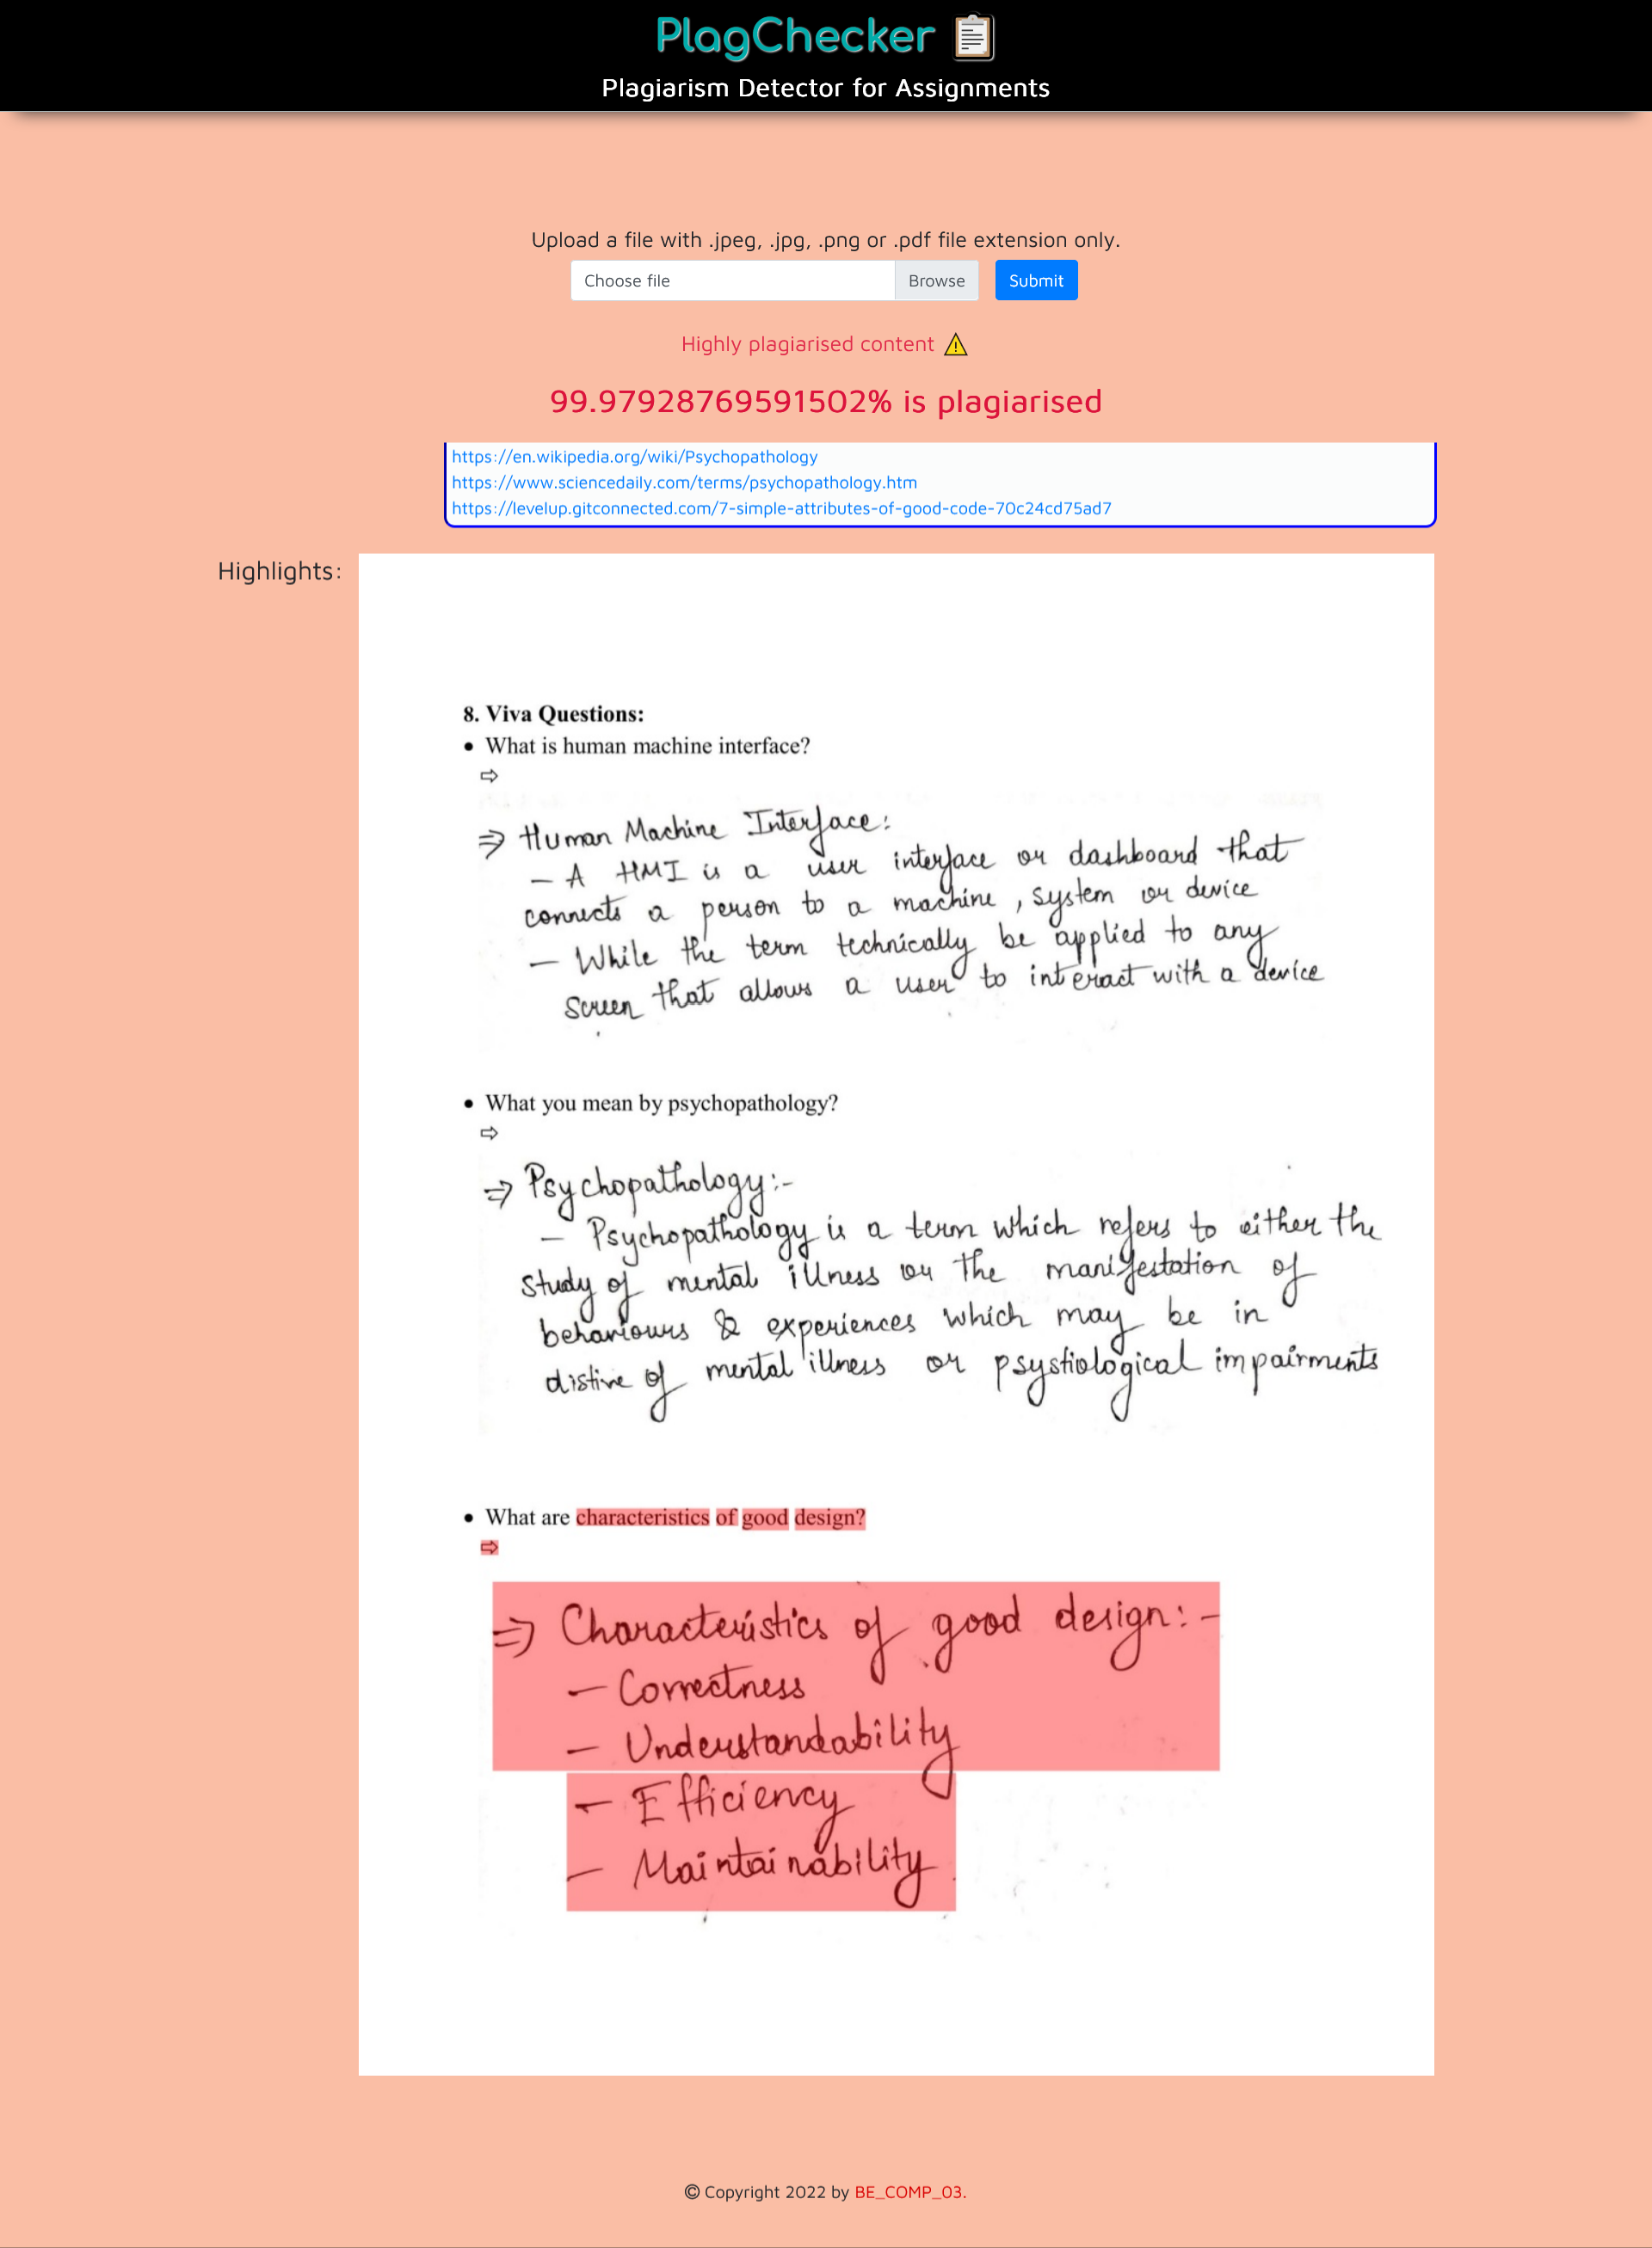 PlagChecker
Plagiarism Detector for Assignments
Upload a file with .jpeg, .jpg, .png or .pdf file extension only.
Choose file Browse Submit
Highly plagiarised content
99.97928769591502% is plagiarised
https://en.wikipedia.org/wiki/Psychopathology
https://www.sciencedaily.com/terms/psychopathology.htm
https://levelup.gitconnected.com/7-simple-attributes-of-good-code-70c24cd75ad7
Highlights:
8. Viva Questions:
• What is human machine interface?
⇨
⇒ Human Machine Interface:
– A HMI is a user interface or dashboard that
connects a person to a machine, system or device
– While the term technically be applied to any
screen that allows a user to interact with a device
• What you mean by psychopathology?
⇨
⇒ Psychopathology:-
– Psychopathology is a term which refers to either the
study of mental illness or the manifestation of
behaviours & experiences which may be in
distive of mental illness or psystiological impairments
• What are characteristics of good design?
⇨
⇒ Characteristics of good design:-
– Correctness
– Understandability
– Efficiency
– Maintainability
© Copyright 2022 by BE_COMP_03.